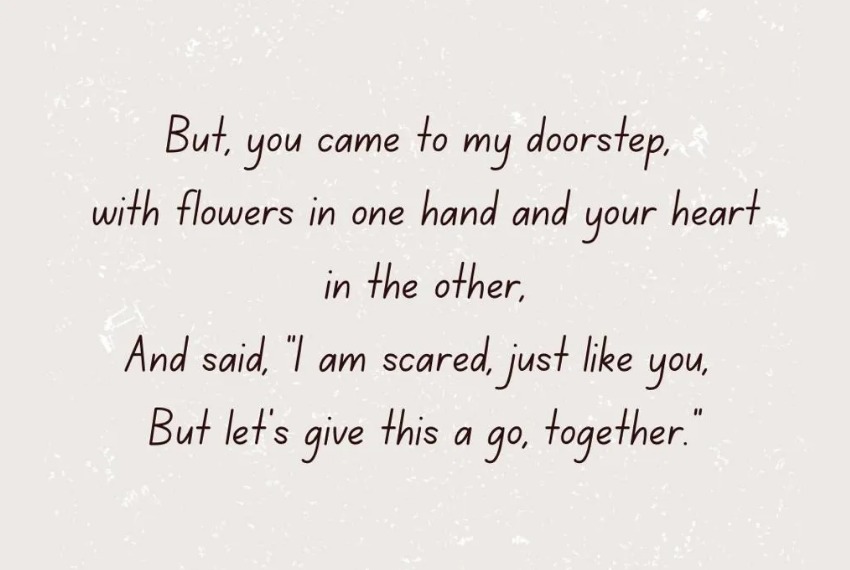 But, you came to my doorstep,
with flowers in one hand and your heart
in the other,
And said, "I am scared, just like you,
But let's give this a go, together."